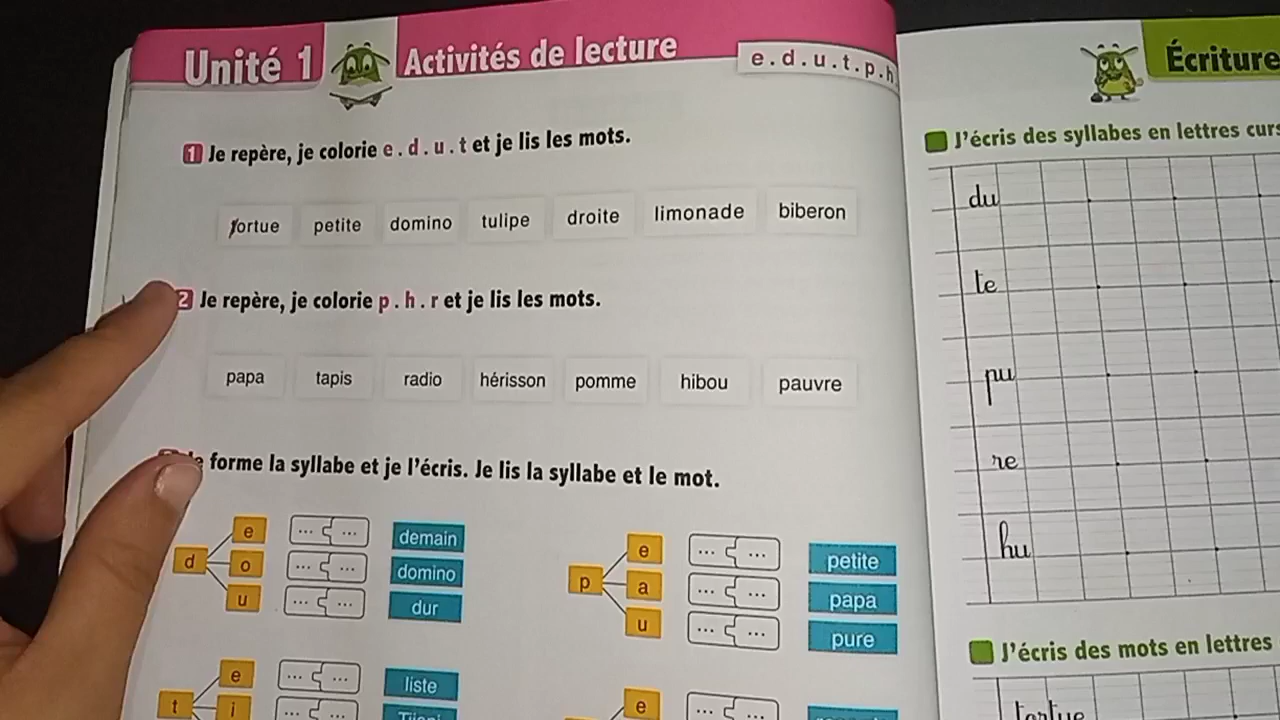 Unité 1 Activités de lecture e . d . u . t . p . h
1 Je repère, je colorie e . d . u . t et je lis les mots.
tortue petite domino tulipe droite limonade biberon
2 Je repère, je colorie p . h . r et je lis les mots.
papa tapis radio hérisson pomme hibou pauvre
forme la syllabe et je l'écris. Je lis la syllabe et le mot.
d e ... ... demain
o ... ... domino
u ... ... dur
p e ... ... petite
a ... ... papa
u ... ... pure
t e ... ... liste
i ... ...
e ... ...
Écriture
J'écris des syllabes en lettres
du
te
pu
re
hu
J'écris des mots en lettres
tortue